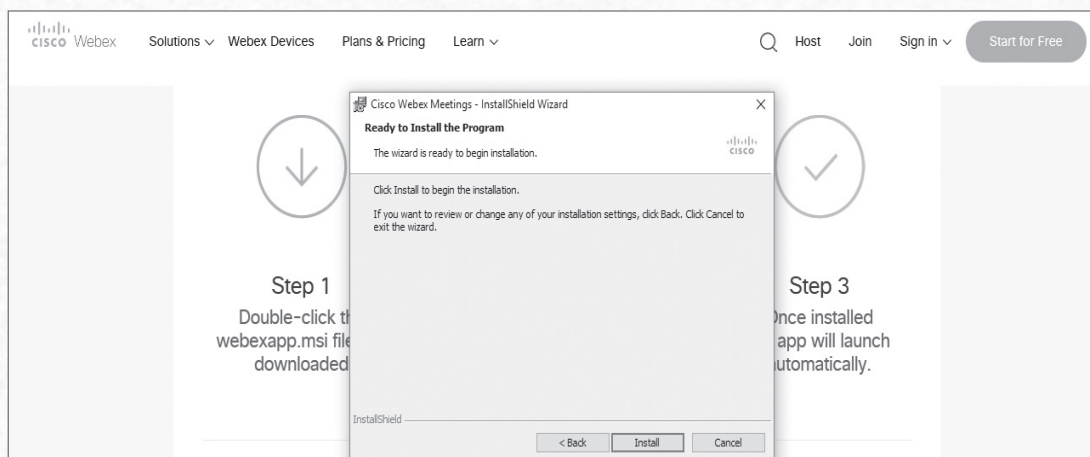 cisco Webex Solutions Webex Devices Plans & Pricing Learn Host Join Sign in Start for Free
Cisco Webex Meetings - InstallShield Wizard
Ready to Install the Program
The wizard is ready to begin installation.
cisco
Click Install to begin the installation.
If you want to review or change any of your installation settings, click Back. Click Cancel to
exit the wizard.
InstallShield
< Back Install Cancel
Step 1
Double-click
webexapp.msi file
downloaded
Step 3
installed
app will launch
automatically.